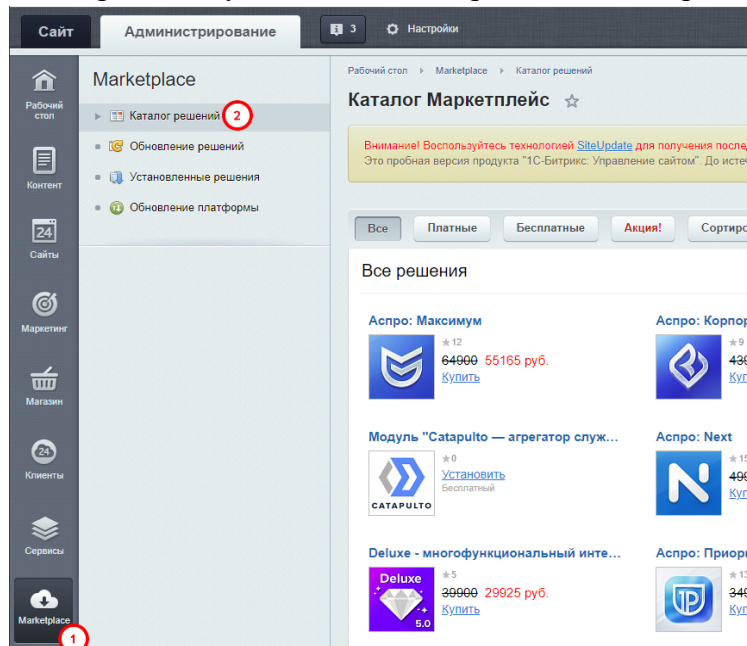 Сайт
Администрирование
3
Настройки
Рабочий стол
Marketplace
Каталог решений
2
Обновление решений
Установленные решения
Обновление платформы
Контент
24
Сайты
Маркетинг
Магазин
24
Клиенты
Сервисы
Marketplace
1
Рабочий стол ▸ Marketplace ▸ Каталог решений
Каталог Маркетплейс
Внимание! Воспользуйтесь технологией SiteUpdate для получения
Это пробная версия продукта "1С-Битрикс: Управление сайтом". До
Все Платные Бесплатные Акция!
Все решения
Аспро: Максимум
12
64900 55165 руб.
Купить
Аспро:
9
Модуль "Catapulto — агрегатор служ...
0
Установить
Бесплатный
CATAPULTO
Аспро: Next
Deluxe - многофункциональный инте...
5
39900 29925 руб.
Купить
Deluxe
5.0
Аспро: